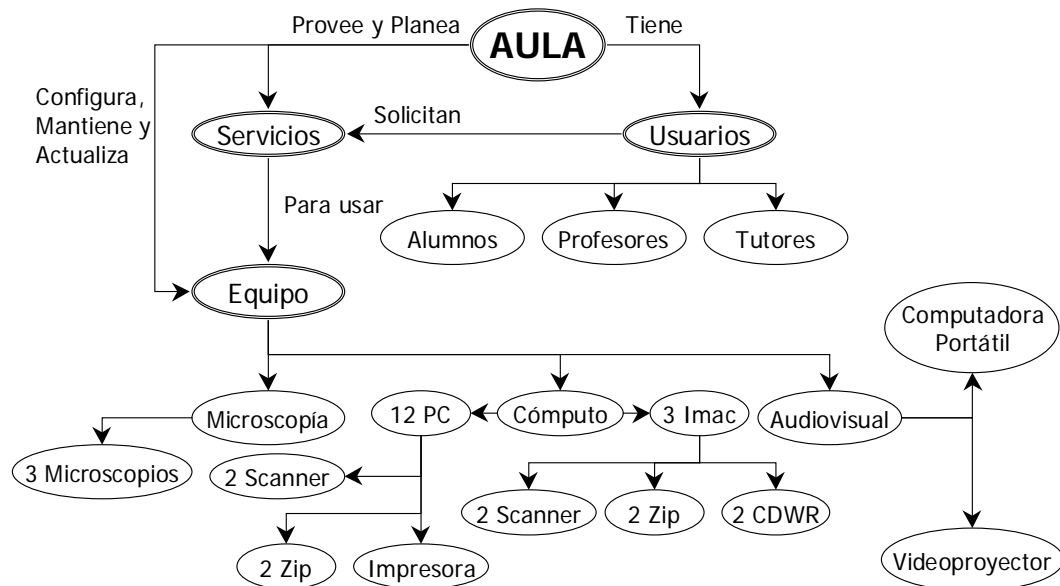 Provee y Planea
AULA
Tiene
Configura,
Mantiene y
Actualiza
Servicios
Solicitan
Usuarios
Para usar
Alumnos
Profesores
Tutores
Equipo
Computadora
Portátil
Microscopía
12 PC
Cómputo
3 Imac
Audiovisual
3 Microscopios
2 Scanner
2 Scanner
2 Zip
2 CDWR
2 Zip
Impresora
Videoproyector